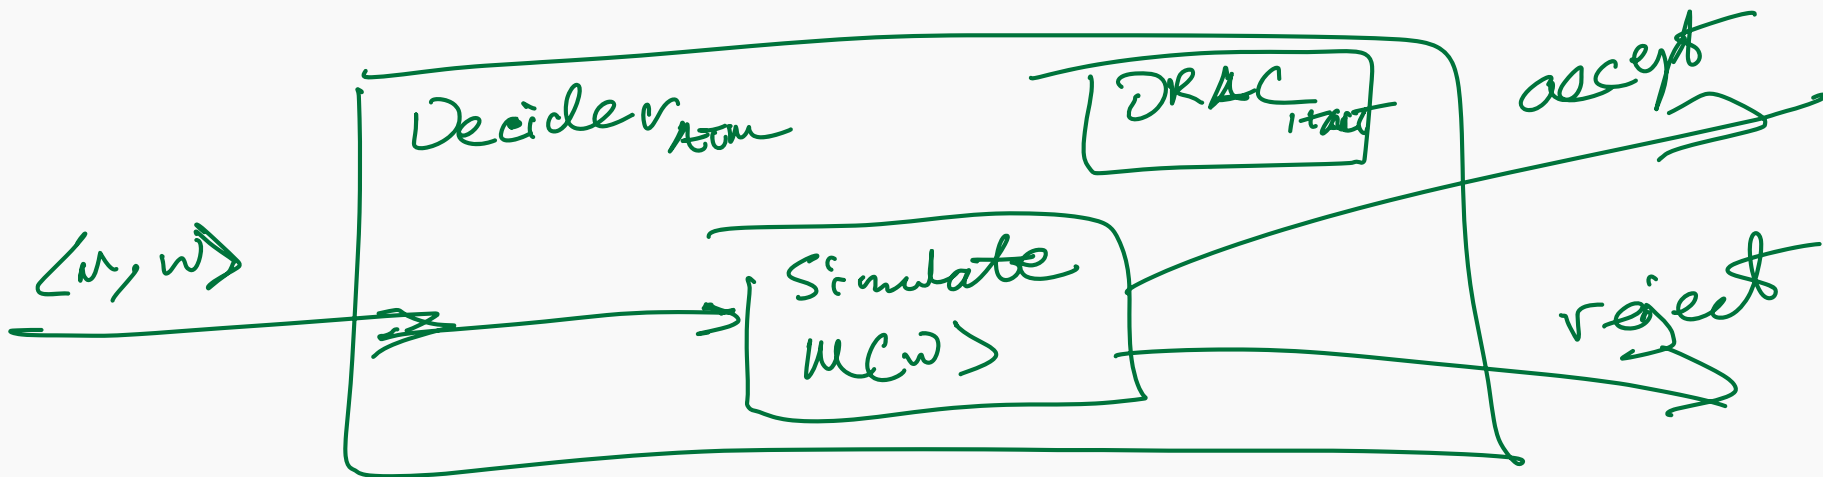 Decider ATM
ORAC HALT
accept
<M, w>
Simulate
M(w)
reject